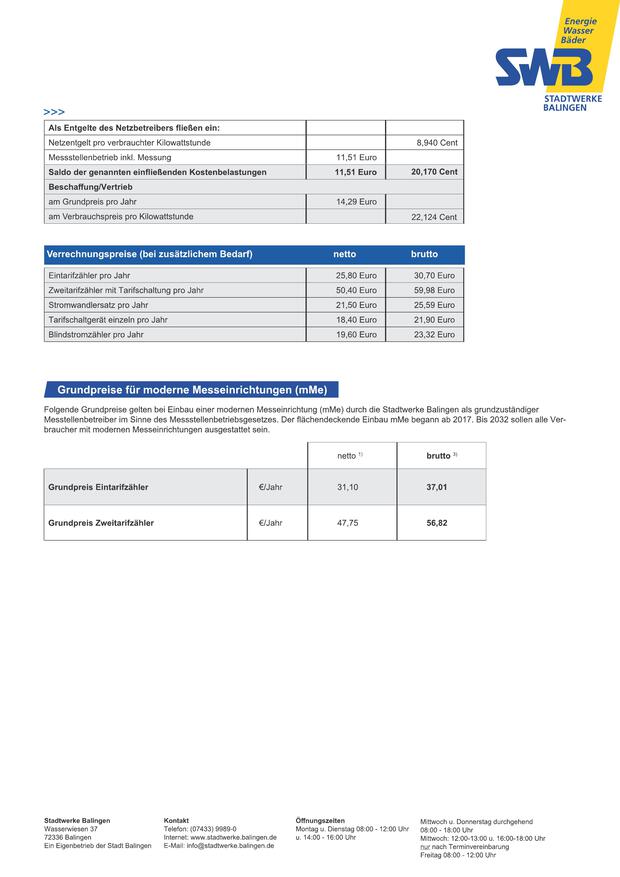 Energie
Wasser
Bäder
SWB
STADTWERKE
BALINGEN
>>>
Als Entgelte des Netzbetreibers fließen ein:
Netzentgelt pro verbrauchter Kilowattstunde 8,940 Cent
Messstellenbetrieb inkl. Messung 11,51 Euro
Saldo der genannten einfließenden Kostenbelastungen 11,51 Euro 20,170 Cent
Beschaffung/Vertrieb
am Grundpreis pro Jahr 14,29 Euro
am Verbrauchspreis pro Kilowattstunde 22,124 Cent
Verrechnungspreise (bei zusätzlichem Bedarf) netto brutto
Eintarifzähler pro Jahr 25,80 Euro 30,70 Euro
Zweitarifzähler mit Tarifschaltung pro Jahr 50,40 Euro 59,98 Euro
Stromwandlersatz pro Jahr 21,50 Euro 25,59 Euro
Tarifschaltgerät einzeln pro Jahr 18,40 Euro 21,90 Euro
Blindstromzähler pro Jahr 19,60 Euro 23,32 Euro
Grundpreise für moderne Messeinrichtungen (mMe)
Folgende Grundpreise gelten bei Einbau einer modernen Messeinrichtung (mMe) durch die Stadtwerke Balingen als grundzuständiger
Messtellenbetreiber im Sinne des Messstellenbetriebsgesetzes. Der flächendeckende Einbau mMe begann ab 2017. Bis 2032 sollen alle Ver-
braucher mit modernen Messeinrichtungen ausgestattet sein.
netto 1) brutto 3)
Grundpreis Eintarifzähler €/Jahr 31,10 37,01
Grundpreis Zweitarifzähler €/Jahr 47,75 56,82
Stadtwerke Balingen
Wasserwiesen 37
72336 Balingen
Ein Eigenbetrieb der Stadt Balingen
Kontakt
Telefon: (07433) 9989-0
Internet: www.stadtwerke.balingen.de
E-Mail: info@stadtwerke.balingen.de
Öffnungszeiten
Montag u. Dienstag 08:00 - 12:00 Uhr
u. 14:00 - 16:00 Uhr
Mittwoch u. Donnerstag durchgehend
08:00 - 18:00 Uhr
Mittwoch: 12:00-13:00 u. 16:00-18:00 Uhr
nur nach Terminvereinbarung
Freitag 08:00 - 12:00 Uhr